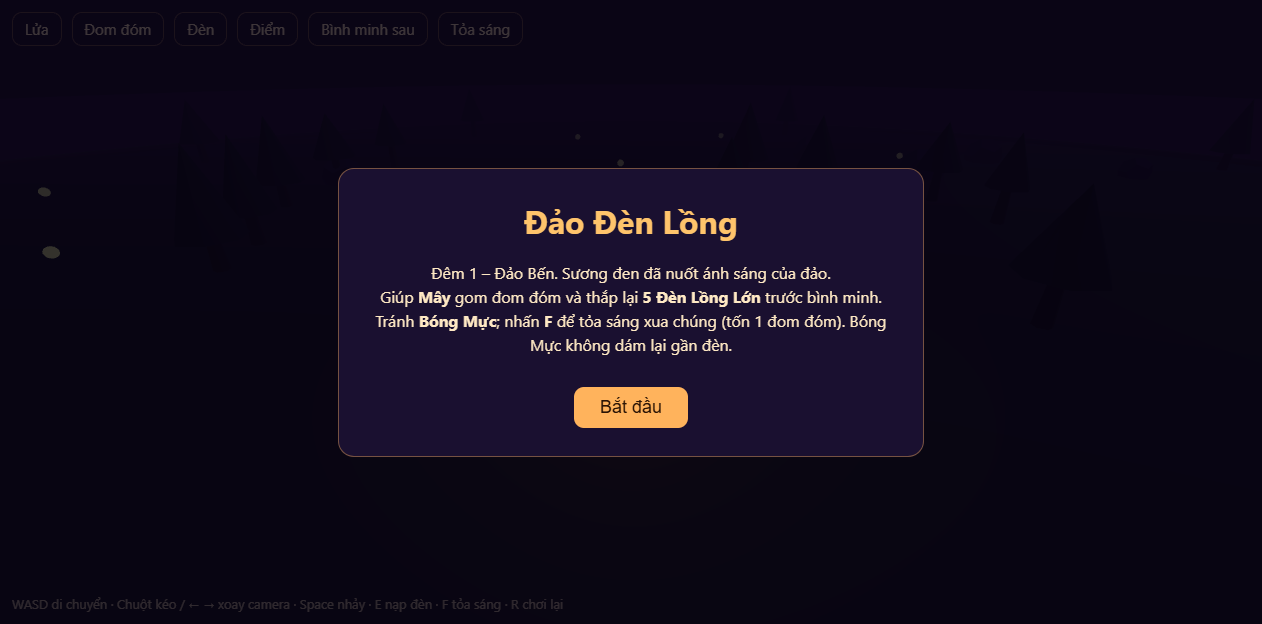 Lửa
Đom đóm
Đèn
Điểm
Bình minh sau
Tỏa sáng
Đảo Đèn Lồng
Đêm 1 – Đảo Bến. Sương đen đã nuốt ánh sáng của đảo.
Giúp Mây gom đom đóm và thắp lại 5 Đèn Lồng Lớn trước bình minh.
Tránh Bóng Mực; nhấn F để tỏa sáng xua chúng (tốn 1 đom đóm). Bóng
Mực không dám lại gần đèn.
Bắt đầu
WASD di chuyển · Chuột kéo / ← → xoay camera · Space nhảy · E nạp đèn · F tỏa sáng · R chơi lại